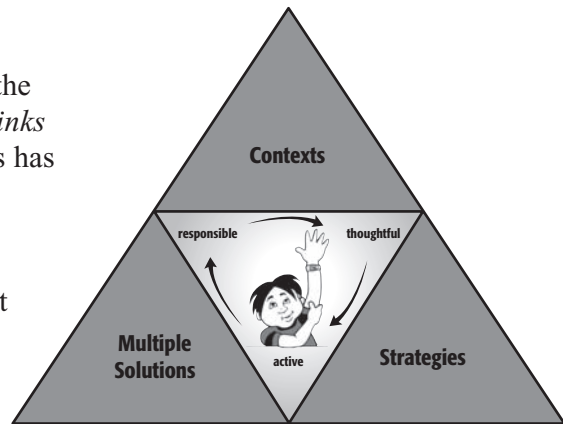 the
inks
s has
t
Contexts
responsible
thoughtful
active
Multiple
Solutions
Strategies